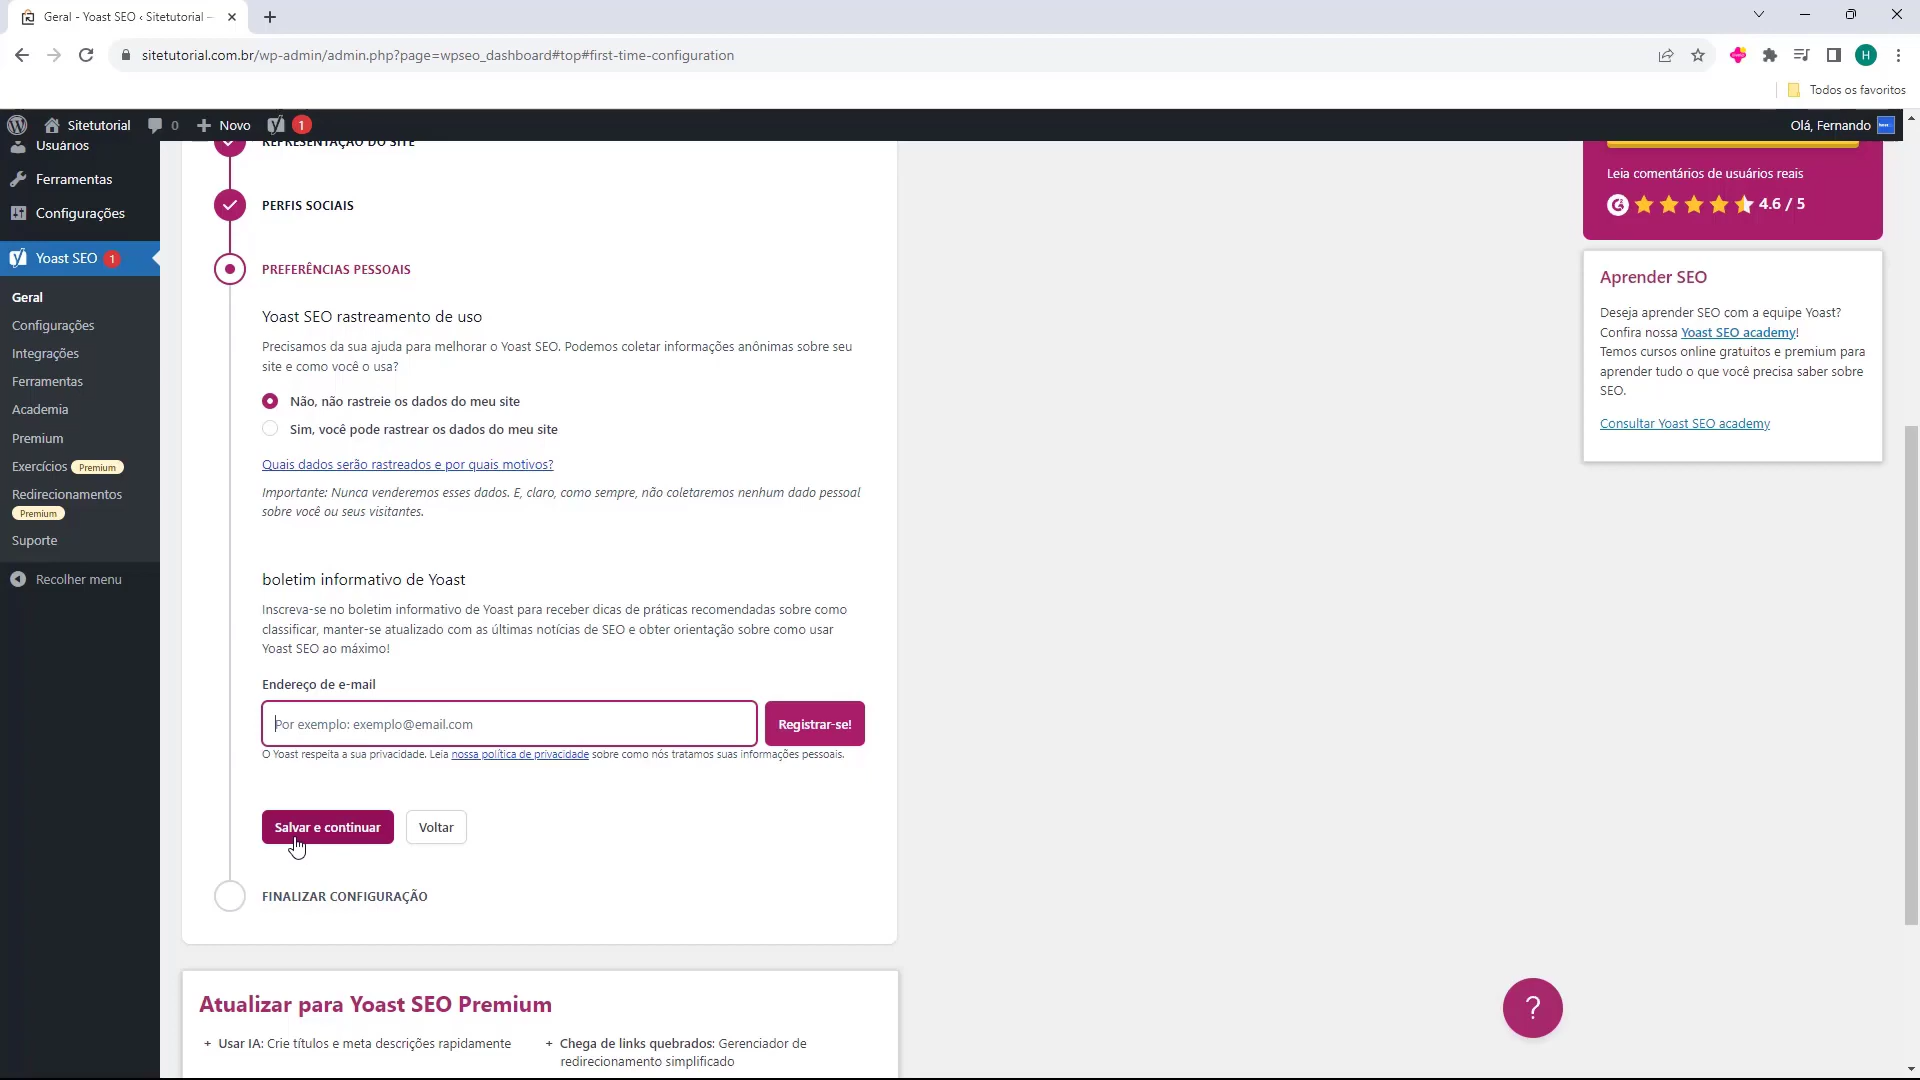 Geral - Yoast SEO ‹ Sitetutorial –
sitetutorial.com.br/wp-admin/admin.php?page=wpseo_dashboard#top#first-time-configuration
H
Todos os favoritos
Sitetutorial 0 Novo 1
Olá, Fernando
Usuários
Ferramentas
Configurações
Yoast SEO 1
Geral
Configurações
Integrações
Ferramentas
Academia
Premium
Exercícios Premium
Redirecionamentos
Premium
Suporte
Recolher menu
REPRESENTAÇÃO DO SITE
PERFIS SOCIAIS
PREFERÊNCIAS PESSOAIS
Yoast SEO rastreamento de uso
Precisamos da sua ajuda para melhorar o Yoast SEO. Podemos coletar informações anônimas sobre seu
site e como você o usa?
Não, não rastreie os dados do meu site
Sim, você pode rastrear os dados do meu site
Quais dados serão rastreados e por quais motivos?
Importante: Nunca venderemos esses dados. E, claro, como sempre, não coletaremos nenhum dado pessoal
sobre você ou seus visitantes.
boletim informativo de Yoast
Inscreva-se no boletim informativo de Yoast para receber dicas de práticas recomendadas sobre como
classificar, manter-se atualizado com as últimas notícias de SEO e obter orientação sobre como usar
Yoast SEO ao máximo!
Endereço de e-mail
Por exemplo: exemplo@email.com
Registrar-se!
O Yoast respeita a sua privacidade. Leia nossa política de privacidade sobre como nós tratamos suas informações pessoais.
Salvar e continuar
Voltar
FINALIZAR CONFIGURAÇÃO
Atualizar para Yoast SEO Premium
+ Usar IA: Crie títulos e meta descrições rapidamente
+ Chega de links quebrados: Gerenciador de
redirecionamento simplificado
Leia comentários de usuários reais
4.6 / 5
Aprender SEO
Deseja aprender SEO com a equipe Yoast?
Confira nossa Yoast SEO academy!
Temos cursos online gratuitos e premium para
aprender tudo o que você precisa saber sobre
SEO.
Consultar Yoast SEO academy
?